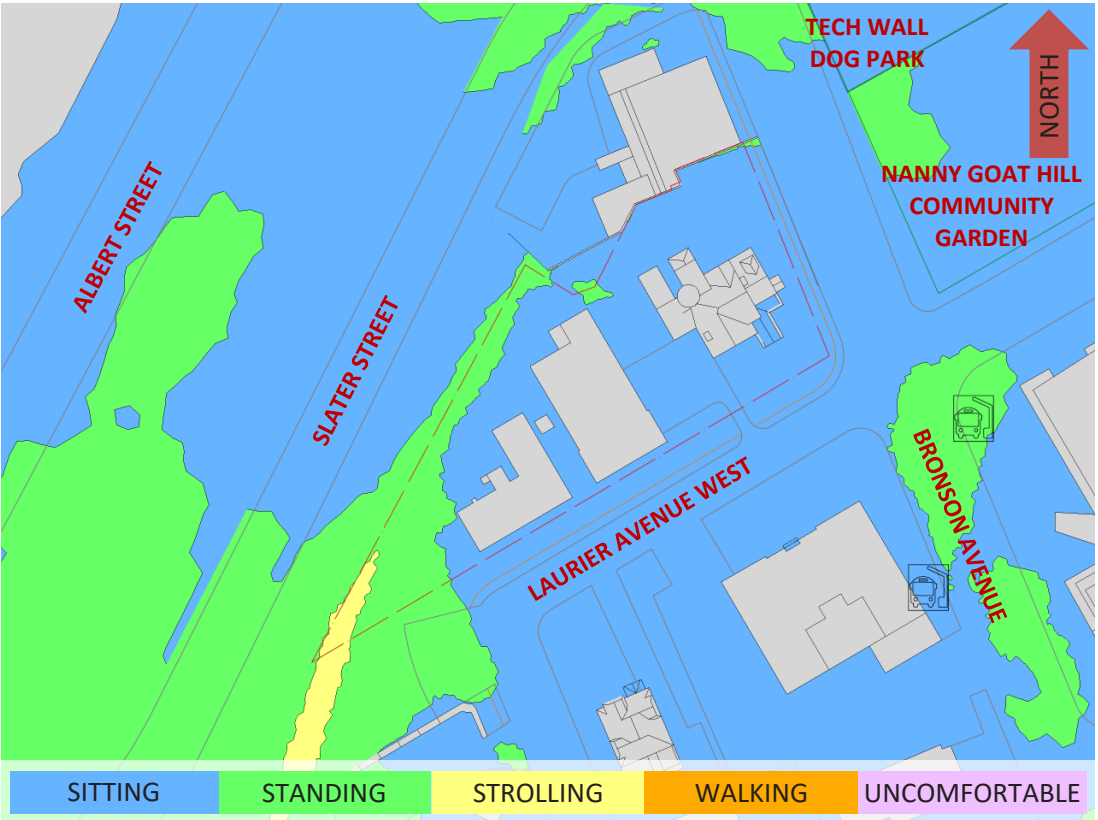 TECH WALL
DOG PARK
NORTH
NANNY GOAT HILL
COMMUNITY
GARDEN
ALBERT STREET
SLATER STREET
LAURIER AVENUE WEST
BRONSON AVENUE
SITTING
STANDING
STROLLING
WALKING
UNCOMFORTABLE